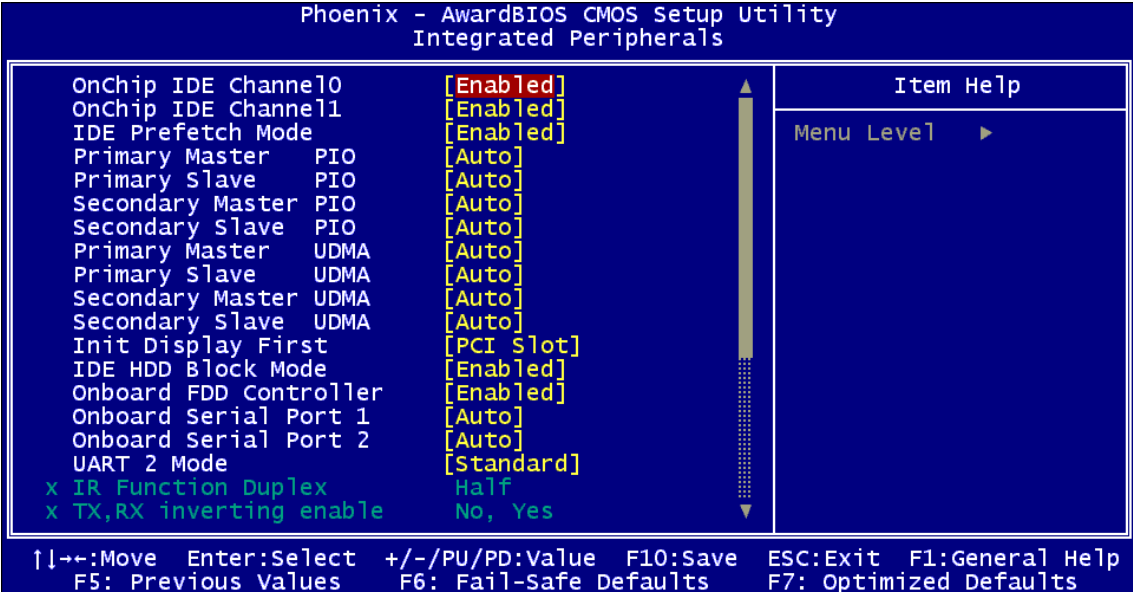 Phoenix - AwardBIOS CMOS Setup Utility
Integrated Peripherals
OnChip IDE Channel0 [Enabled]
OnChip IDE Channel1 [Enabled]
IDE Prefetch Mode [Enabled]
Primary Master PIO [Auto]
Primary Slave PIO [Auto]
Secondary Master PIO [Auto]
Secondary Slave PIO [Auto]
Primary Master UDMA [Auto]
Primary Slave UDMA [Auto]
Secondary Master UDMA [Auto]
Secondary Slave UDMA [Auto]
Init Display First [PCI Slot]
IDE HDD Block Mode [Enabled]
Onboard FDD Controller [Enabled]
Onboard Serial Port 1 [Auto]
Onboard Serial Port 2 [Auto]
UART 2 Mode [Standard]
x IR Function Duplex Half
x TX,RX inverting enable No, Yes
Item Help
Menu Level ▶
↑↓→←:Move Enter:Select +/-/PU/PD:Value F10:Save ESC:Exit F1:General Help
F5: Previous Values F6: Fail-Safe Defaults F7: Optimized Defaults